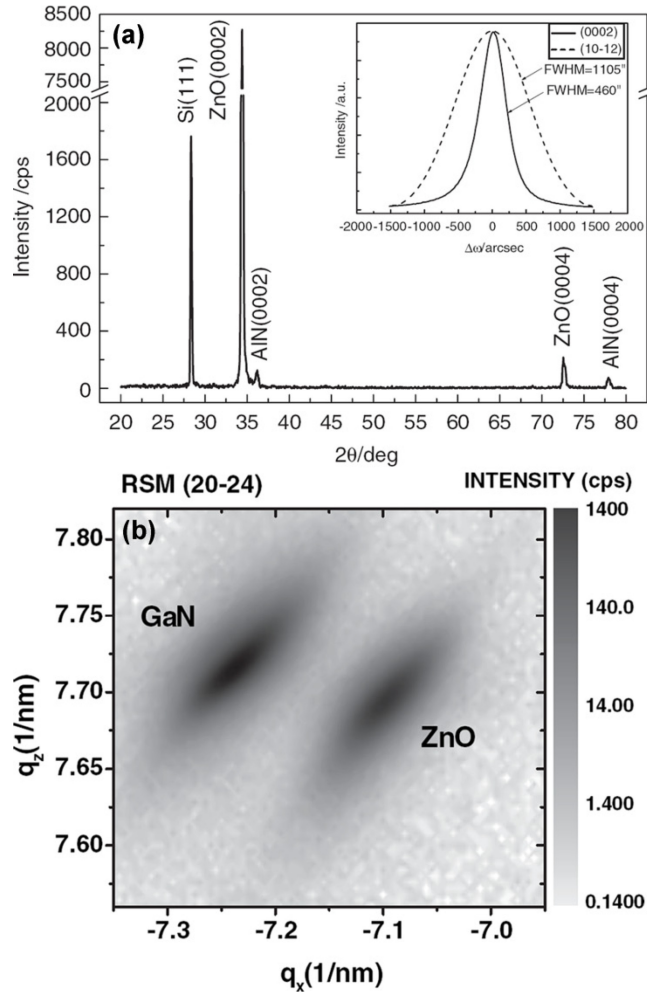 (a)
8500
8000
7500
2000
1600
1200
800
400
0
Intensity /cps
Si(111)
ZnO(0002)
AlN(0002)
ZnO(0004)
AlN(0004)
20 25 30 35 40 45 50 55 60 65 70 75 80
2θ/deg
(0002)
(10-12)
FWHM=1105"
FWHM=460"
Intensity /a.u.
-2000 -1500 -1000 -500 0 500 1000 1500 2000
Δω/arcsec
RSM (20-24)
INTENSITY (cps)
(b)
7.80
7.75
7.70
7.65
7.60
qz(1/nm)
GaN
ZnO
1400
140.0
14.00
1.400
0.1400
-7.3 -7.2 -7.1 -7.0
qx(1/nm)